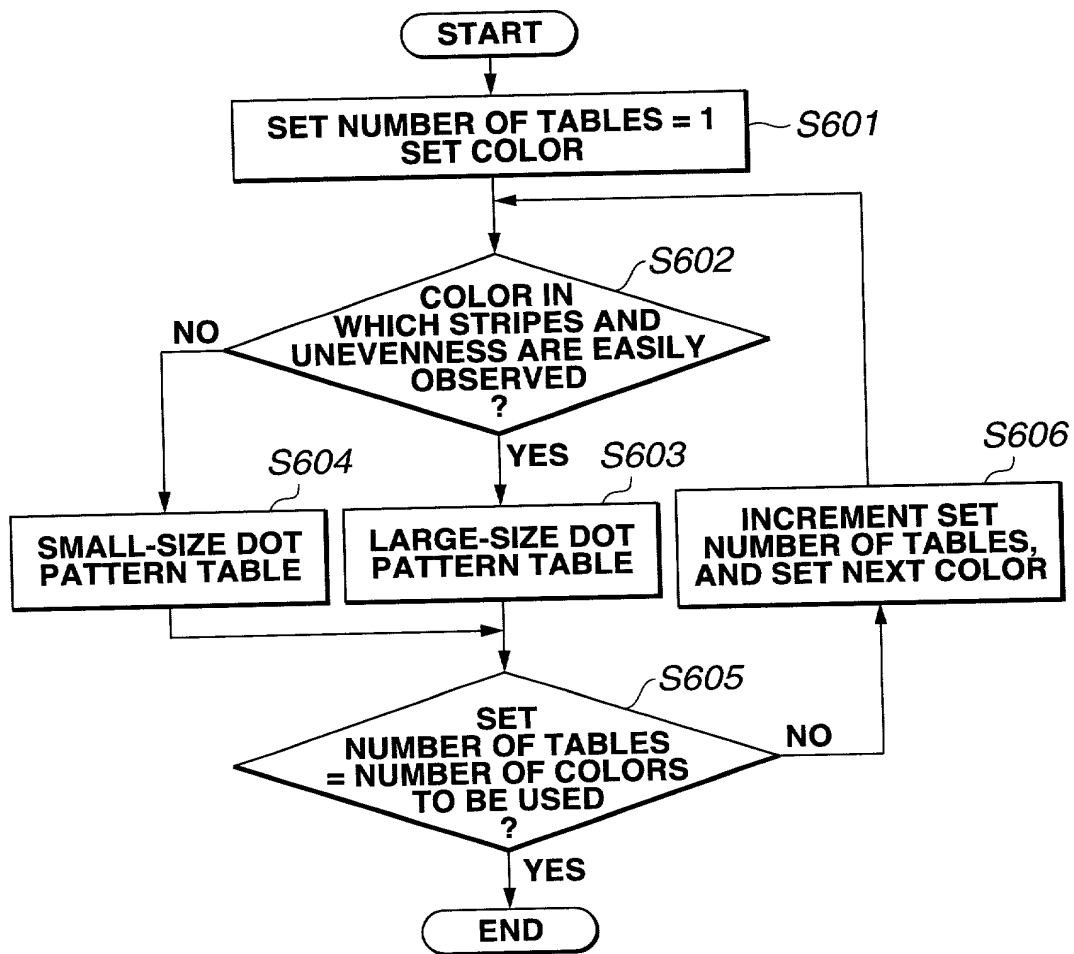 START
SET NUMBER OF TABLES = 1
SET COLOR
S601
S602
COLOR IN
WHICH STRIPES AND
UNEVENNESS ARE EASILY
OBSERVED
?
NO
YES
S604
SMALL-SIZE DOT
PATTERN TABLE
S603
LARGE-SIZE DOT
PATTERN TABLE
S606
INCREMENT SET
NUMBER OF TABLES,
AND SET NEXT COLOR
S605
SET
NUMBER OF TABLES
= NUMBER OF COLORS
TO BE USED
?
NO
YES
END